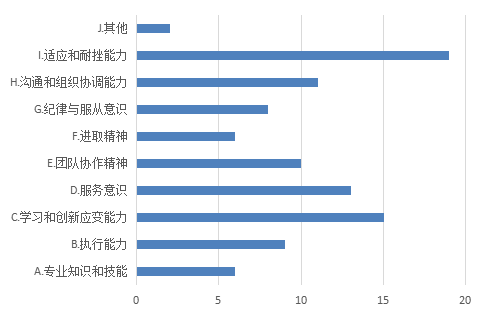 J.其他
I.适应和耐挫能力
H.沟通和组织协调能力
G.纪律与服从意识
F.进取精神
E.团队协作精神
D.服务意识
C.学习和创新应变能力
B.执行能力
A.专业知识和技能
0 5 10 15 20